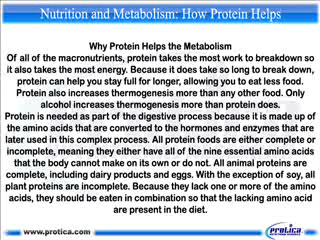 Nutrition and Metabolism: How Protein Helps
Why Protein Helps the Metabolism
Of all of the macronutrients, protein takes the most work to breakdown so
it also takes the most energy. Because it does take so long to break down,
protein can help you stay full for longer, allowing you to eat less food.
Protein also increases thermogenesis more than any other food. Only
alcohol increases thermogenesis more than protein does.
Protein is needed as part of the digestive process because it is made up of
the amino acids that are converted to the hormones and enzymes that are
later used in this complex process. All protein foods are either complete or
incomplete, meaning they either have all of the nine essential amino acids
that the body cannot make on its own or do not. All animal proteins are
complete, including dairy products and eggs. With the exception of soy, all
plant proteins are incomplete. Because they lack one or more of the amino
acids, they should be eaten in combination so that the lacking amino acid
are present in the diet.
www.protica.com
protica